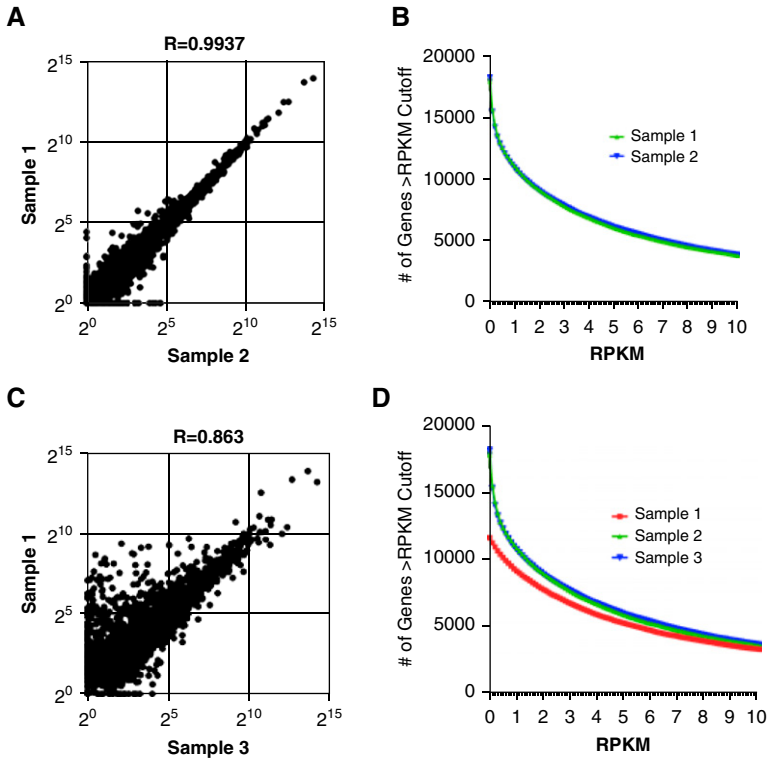 A
R=0.9937
2^15
2^10
2^5
2^0
Sample 1
2^0 2^5 2^10 2^15
Sample 2
B
20000
15000
10000
5000
0
# of Genes >RPKM Cutoff
Sample 1
Sample 2
0 1 2 3 4 5 6 7 8 9 10
RPKM
C
R=0.863
2^15
2^10
2^5
2^0
Sample 1
2^0 2^5 2^10 2^15
Sample 3
D
20000
15000
10000
5000
0
# of Genes >RPKM Cutoff
Sample 1
Sample 2
Sample 3
0 1 2 3 4 5 6 7 8 9 10
RPKM